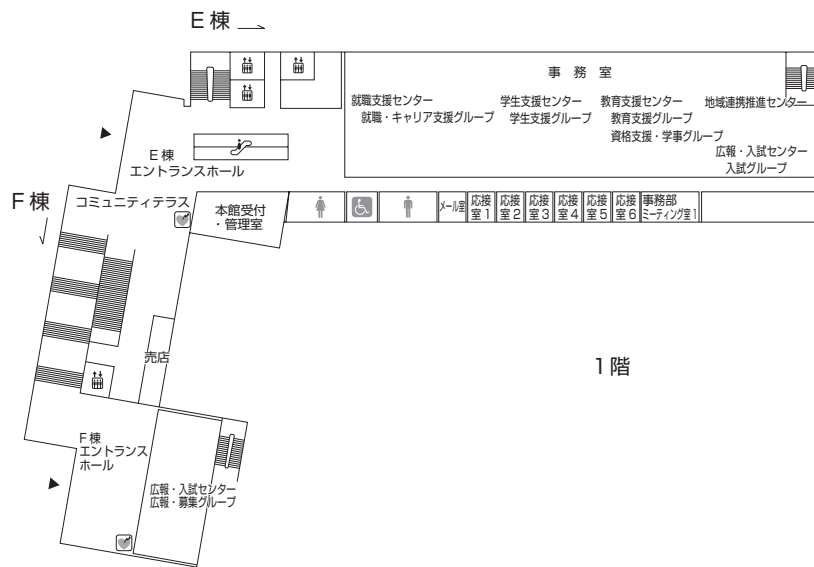 E棟
事務室
就職支援センター
就職・キャリア支援グループ
学生支援センター
学生支援グループ
教育支援センター
教育支援グループ
資格支援・学事グループ
地域連携推進センター
広報・入試センター
入試グループ
E棟
エントランスホール
F棟
コミュニティテラス
本館受付
・管理室
メール室
応接
室1
応接
室2
応接
室3
応接
室4
応接
室5
応接
室6
事務部
ミーティング室1
売店
1階
F棟
エントランス
ホール
広報・入試センター
広報・募集グループ